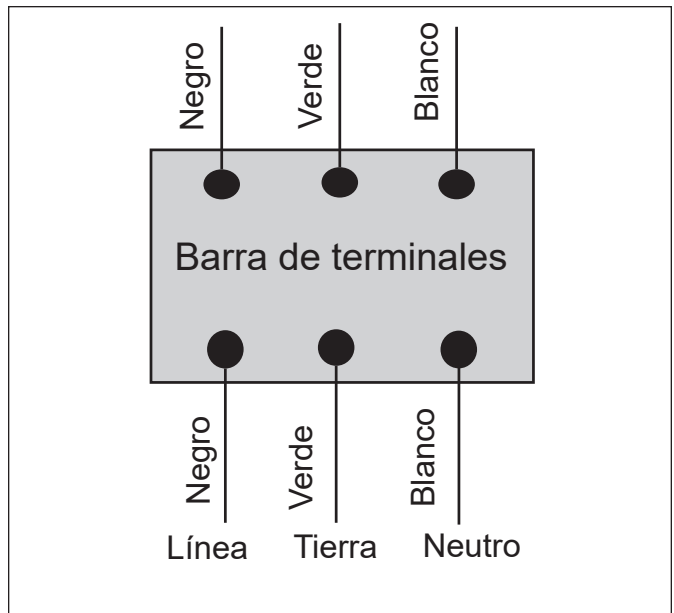 Negro
Verde
Blanco
Barra de terminales
Negro
Verde
Blanco
Línea
Tierra
Neutro